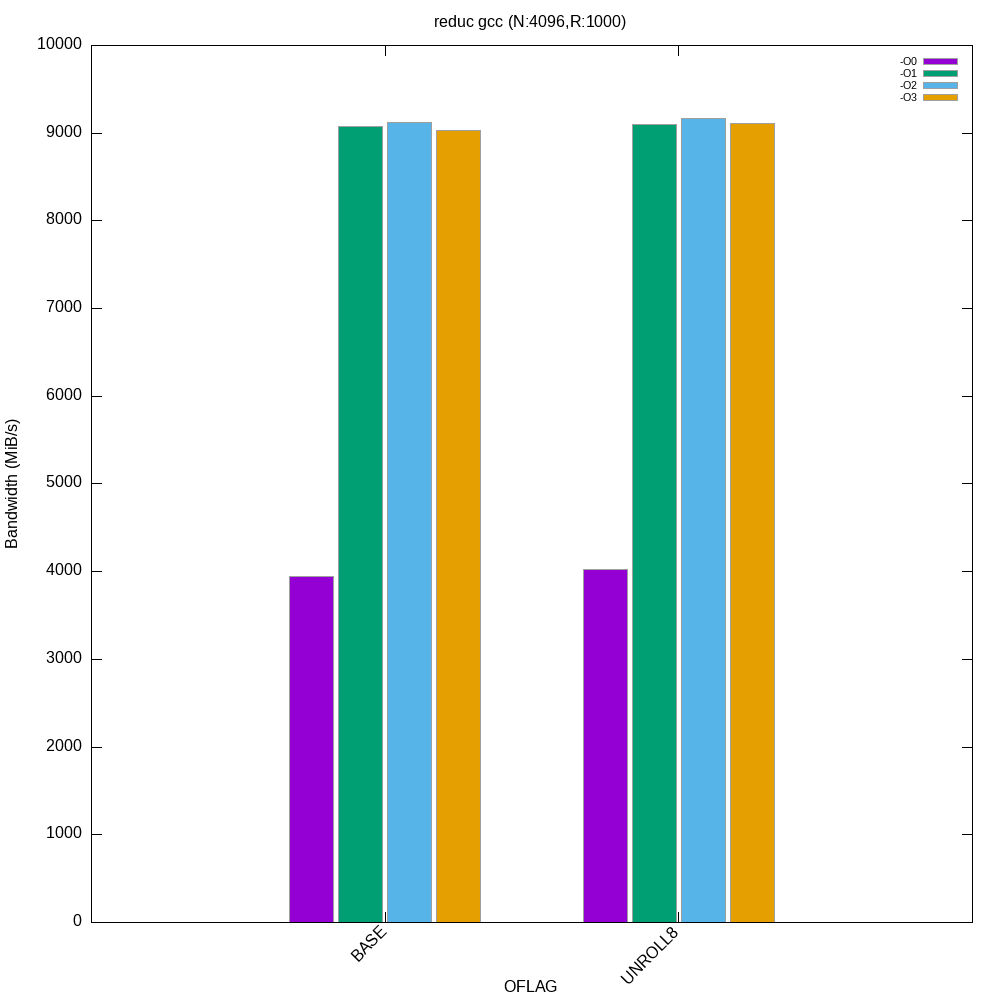 reduc gcc (N:4096,R:1000)
10000
9000
8000
7000
6000
5000
4000
3000
2000
1000
0
Bandwidth (MiB/s)
-O0
-O1
-O2
-O3
BASE
UNROLL8
OFLAG